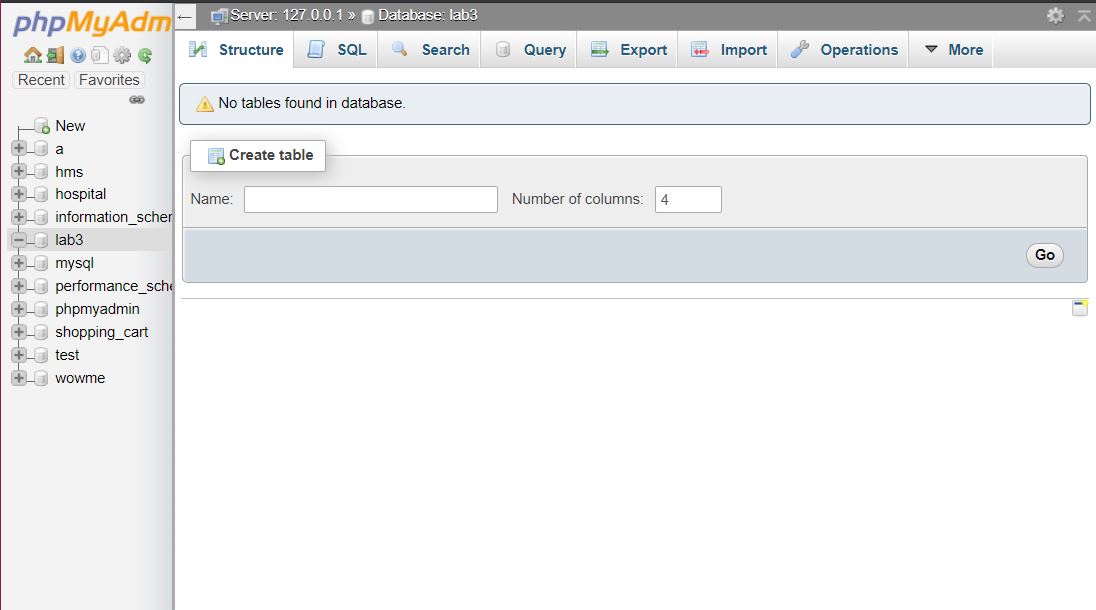 phpMyAdm
Server: 127.0.0.1 » Database: lab3
Structure SQL Search Query Export Import Operations More
Recent Favorites
No tables found in database.
New
a
hms
hospital
information_scher
lab3
mysql
performance_sche
phpmyadmin
shopping_cart
test
wowme
Create table
Name: Number of columns: 4
Go